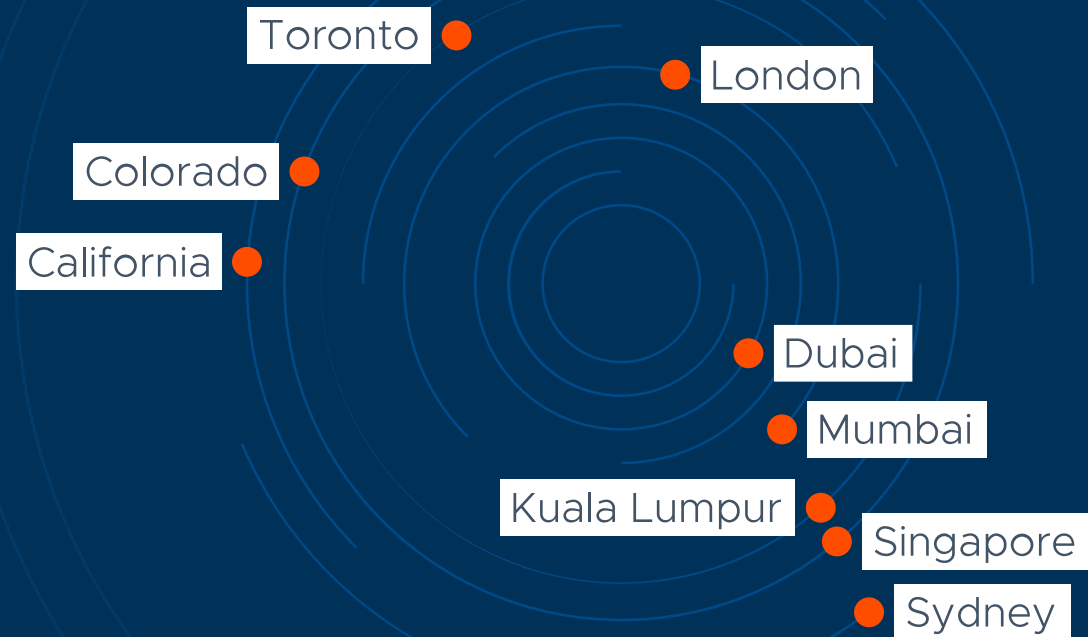 Toronto
London
Colorado
California
Dubai
Mumbai
Kuala Lumpur
Singapore
Sydney